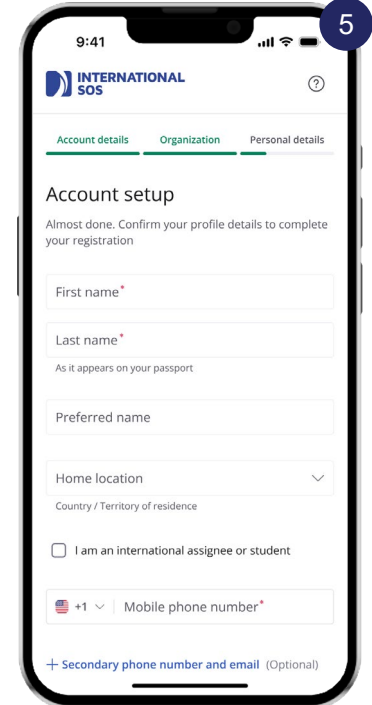 5
9:41
INTERNATIONAL
SOS
?
Account details Organization Personal details
Account setup
Almost done. Confirm your profile details to complete
your registration
First name*
Last name*
As it appears on your passport
Preferred name
Home location
Country / Territory of residence
I am an international assignee or student
+1 Mobile phone number*
+ Secondary phone number and email (Optional)